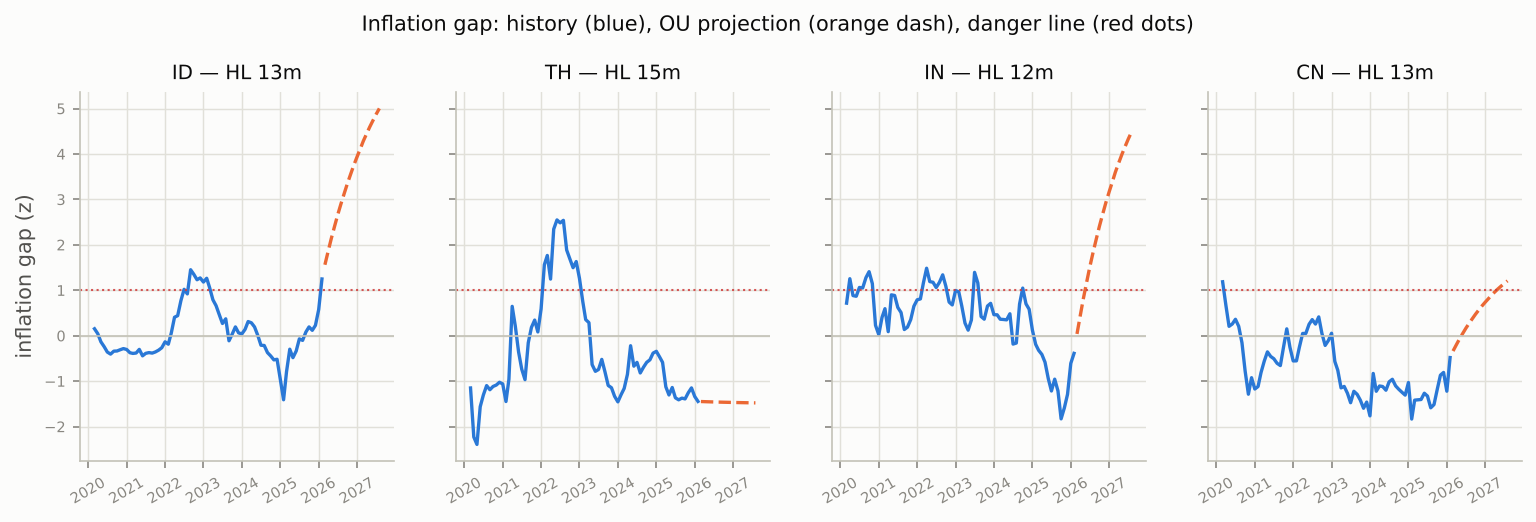 Inflation gap: history (blue), OU projection (orange dash), danger line (red dots)
ID — HL 13m
TH — HL 15m
IN — HL 12m
CN — HL 13m
inflation gap (z)
5
4
3
2
1
0
−1
−2
2020 2021 2022 2023 2024 2025 2026 2027
2020 2021 2022 2023 2024 2025 2026 2027
2020 2021 2022 2023 2024 2025 2026 2027
2020 2021 2022 2023 2024 2025 2026 2027